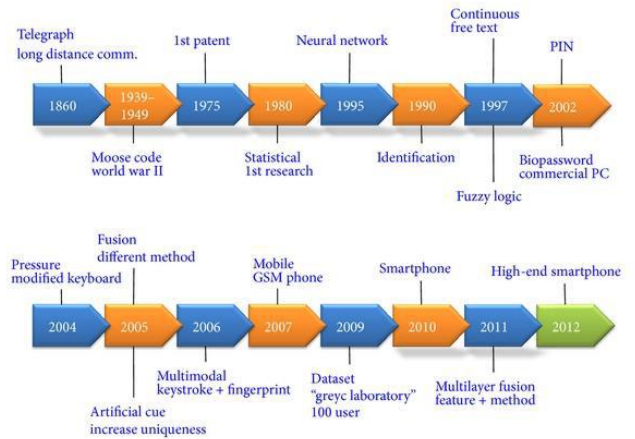 Telegraph
long distance comm.
1st patent
Neural network
Continuous
free text
PIN
1860
1939–
1949
1975
1980
1995
1990
1997
2002
Moose code
world war II
Statistical
1st research
Identification
Fuzzy logic
Biopassword
commercial PC
Pressure
modified keyboard
Fusion
different method
Mobile
GSM phone
Smartphone
High-end smartphone
2004
2005
2006
2007
2009
2010
2011
2012
Artificial cue
increase uniqueness
Multimodal
keystroke + fingerprint
Dataset
“greyc laboratory”
100 user
Multilayer fusion
feature + method